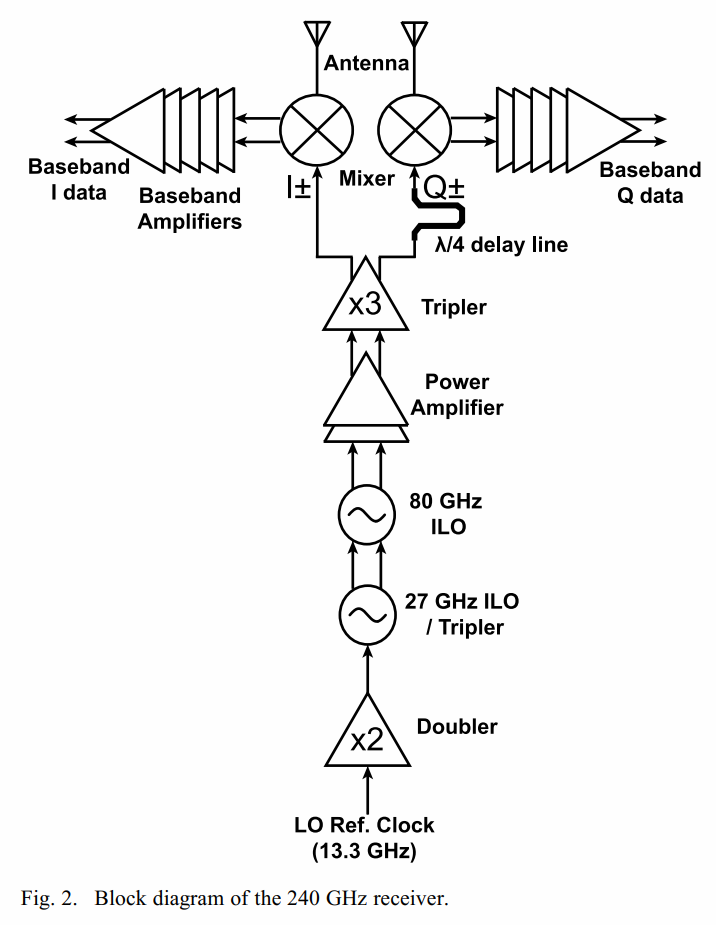 Antenna
Baseband
I data
Baseband
Amplifiers
I±
Mixer
Q±
Baseband
Q data
λ/4 delay line
x3
Tripler
Power
Amplifier
80 GHz
ILO
27 GHz ILO
/ Tripler
x2
Doubler
LO Ref. Clock
(13.3 GHz)
Fig. 2. Block diagram of the 240 GHz receiver.